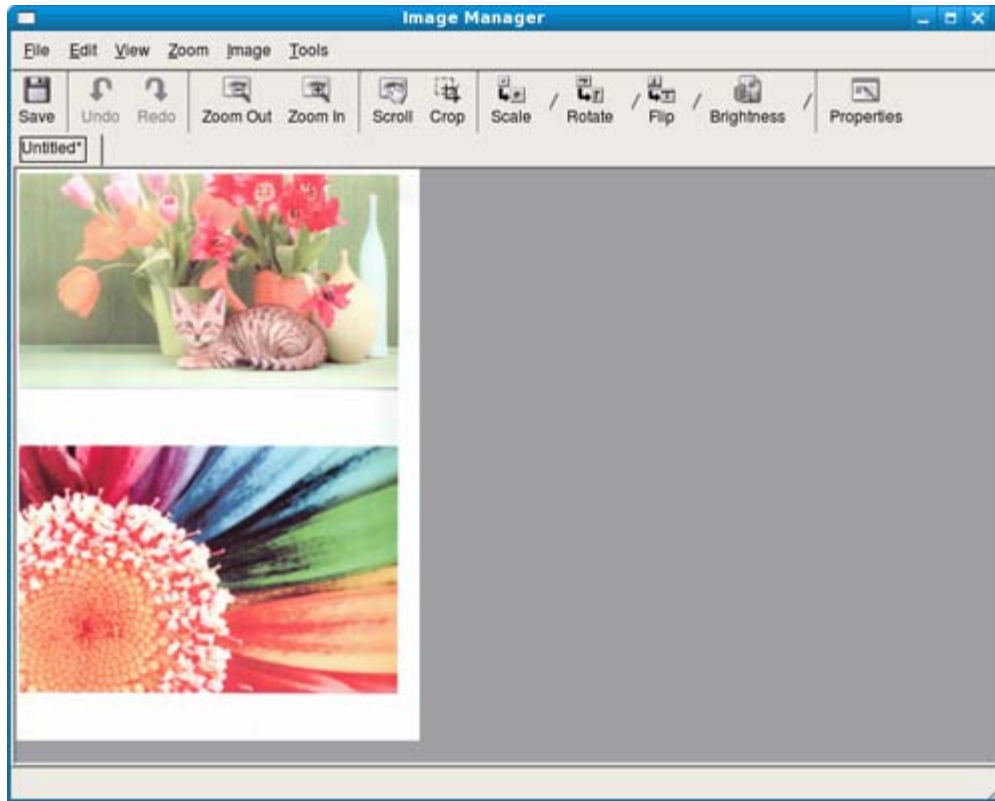 Image Manager
File Edit View Zoom Image Tools
Save Undo Redo Zoom Out Zoom In Scroll Crop Scale / Rotate / Flip / Brightness / Properties
Untitled*